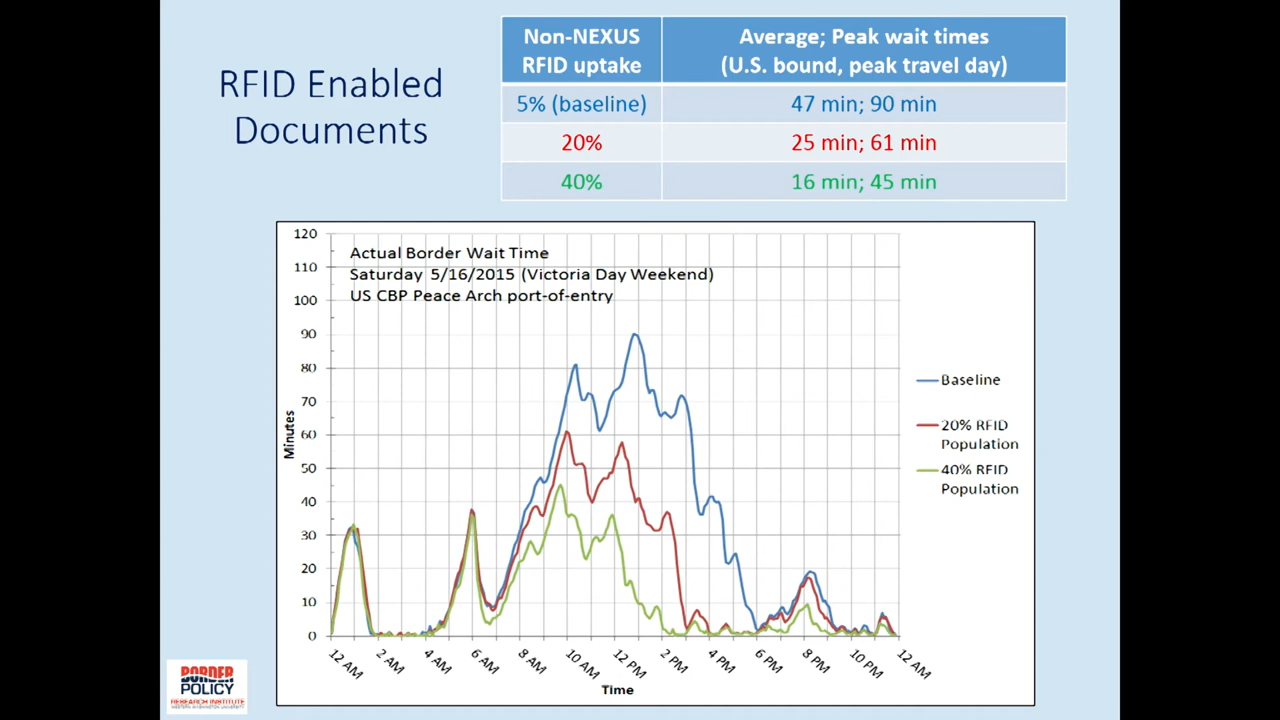 RFID Enabled
Documents
Non-NEXUS
RFID uptake
Average; Peak wait times
(U.S. bound, peak travel day)
5% (baseline)
47 min; 90 min
20%
25 min; 61 min
40%
16 min; 45 min
Actual Border Wait Time
Saturday 5/16/2015 (Victoria Day Weekend)
US CBP Peace Arch port-of-entry
120
110
100
90
80
70
60
50
40
30
20
10
0
Minutes
12 AM
2 AM
4 AM
6 AM
8 AM
10 AM
12 PM
2 PM
4 PM
6 PM
8 PM
10 PM
12 AM
Time
Baseline
20% RFID
Population
40% RFID
Population
BORDER
POLICY
RESEARCH INSTITUTE
WESTERN WASHINGTON UNIVERSITY